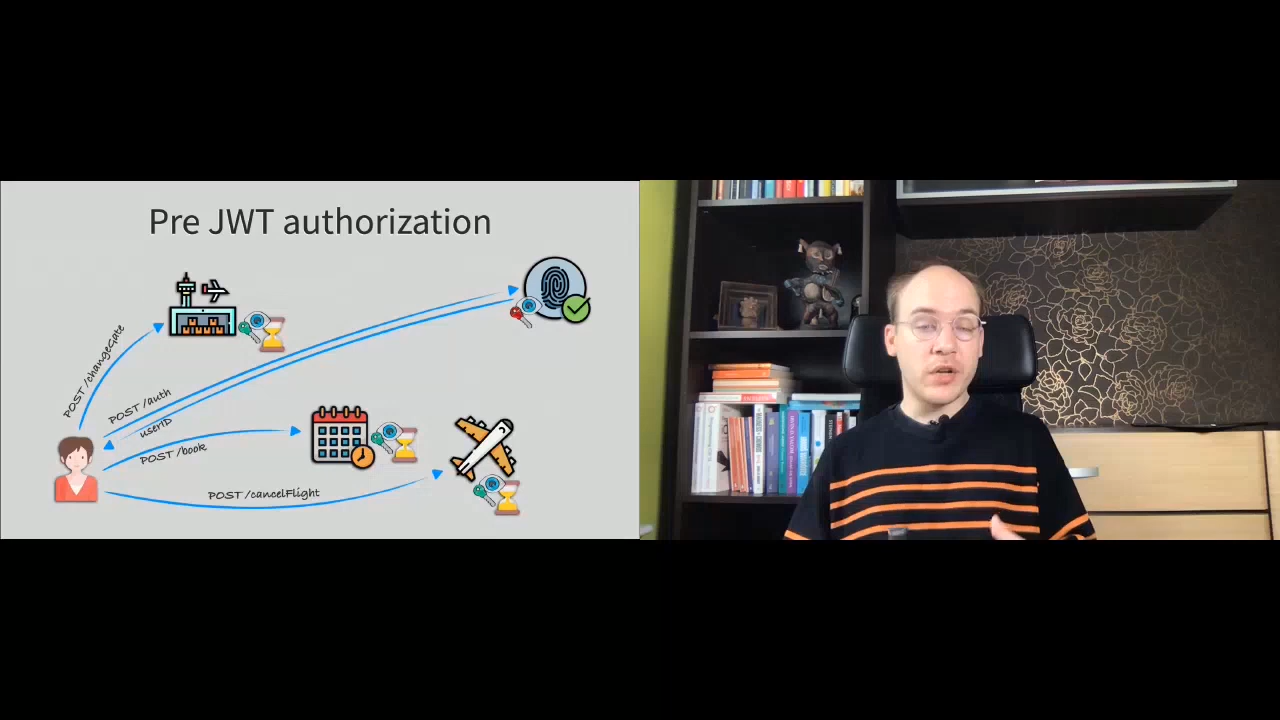 Pre JWT authorization
POST /changeGate
POST /auth
userID
POST /book
POST /cancelFlight